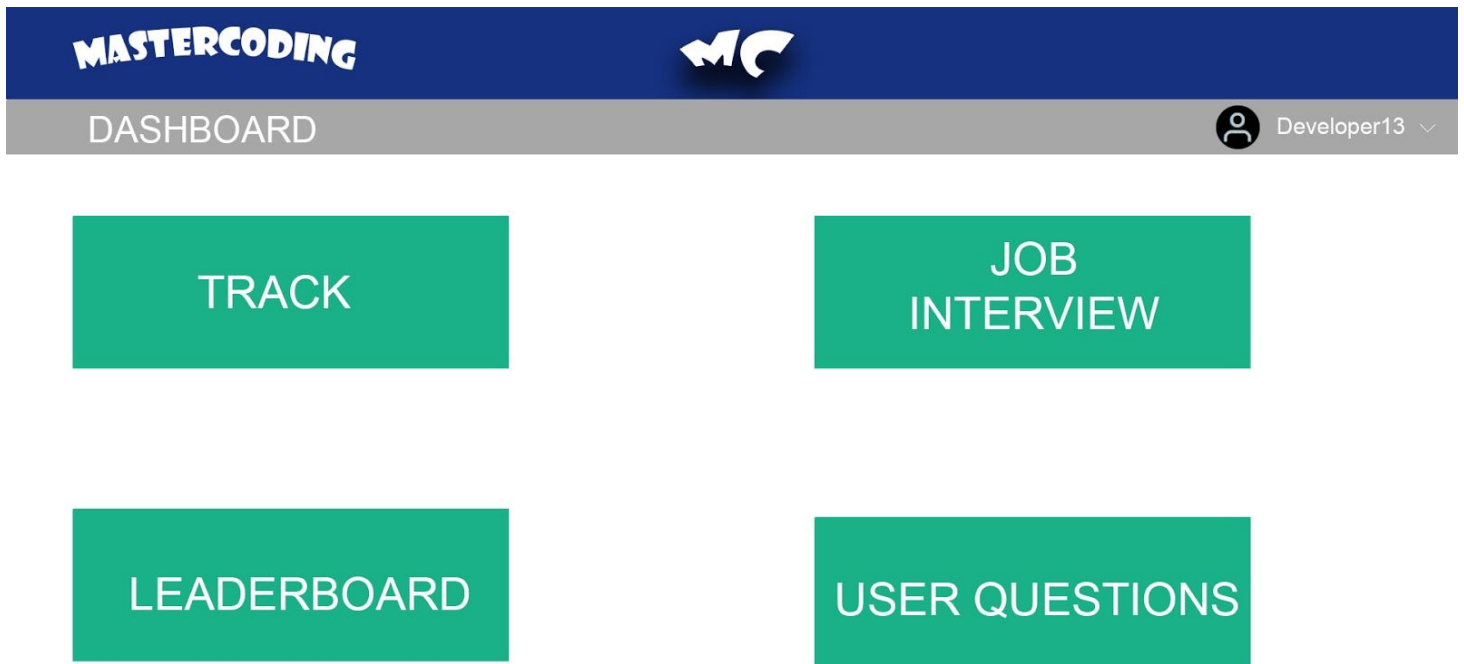 MASTERCODING
MC
DASHBOARD
Developer13
TRACK
JOB
INTERVIEW
LEADERBOARD
USER QUESTIONS